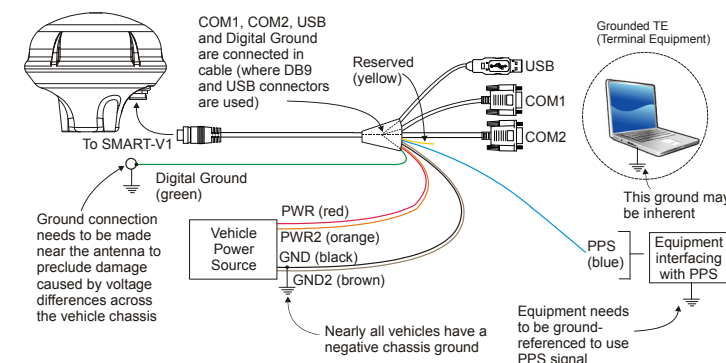 COM1, COM2, USB
and Digital Ground
are connected in
cable (where DB9
and USB connectors
are used)
Reserved
(yellow)
USB
COM1
COM2
Grounded TE
(Terminal Equipment)
This ground may
be inherent
To SMART-V1
Digital Ground
(green)
Ground connection
needs to be made
near the antenna to
preclude damage
caused by voltage
differences across
the vehicle chassis
Vehicle
Power
Source
PWR (red)
PWR2 (orange)
GND (black)
GND2 (brown)
Nearly all vehicles have a
negative chassis ground
PPS
(blue)
Equipment
interfacing
with PPS
Equipment needs
to be ground-
referenced to use
PPS signal